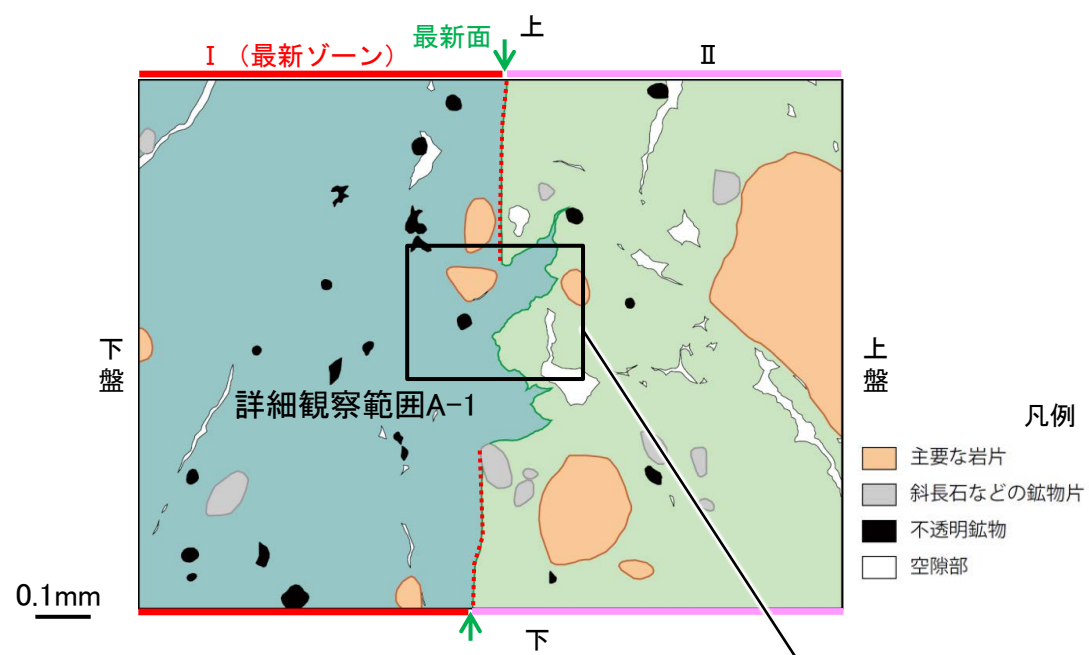 最新面
上
Ⅰ (最新ゾーン)
Ⅱ
下盤
上盤
詳細観察範囲A-1
凡例
主要な岩片
斜長石などの鉱物片
不透明鉱物
空隙部
0.1mm
下